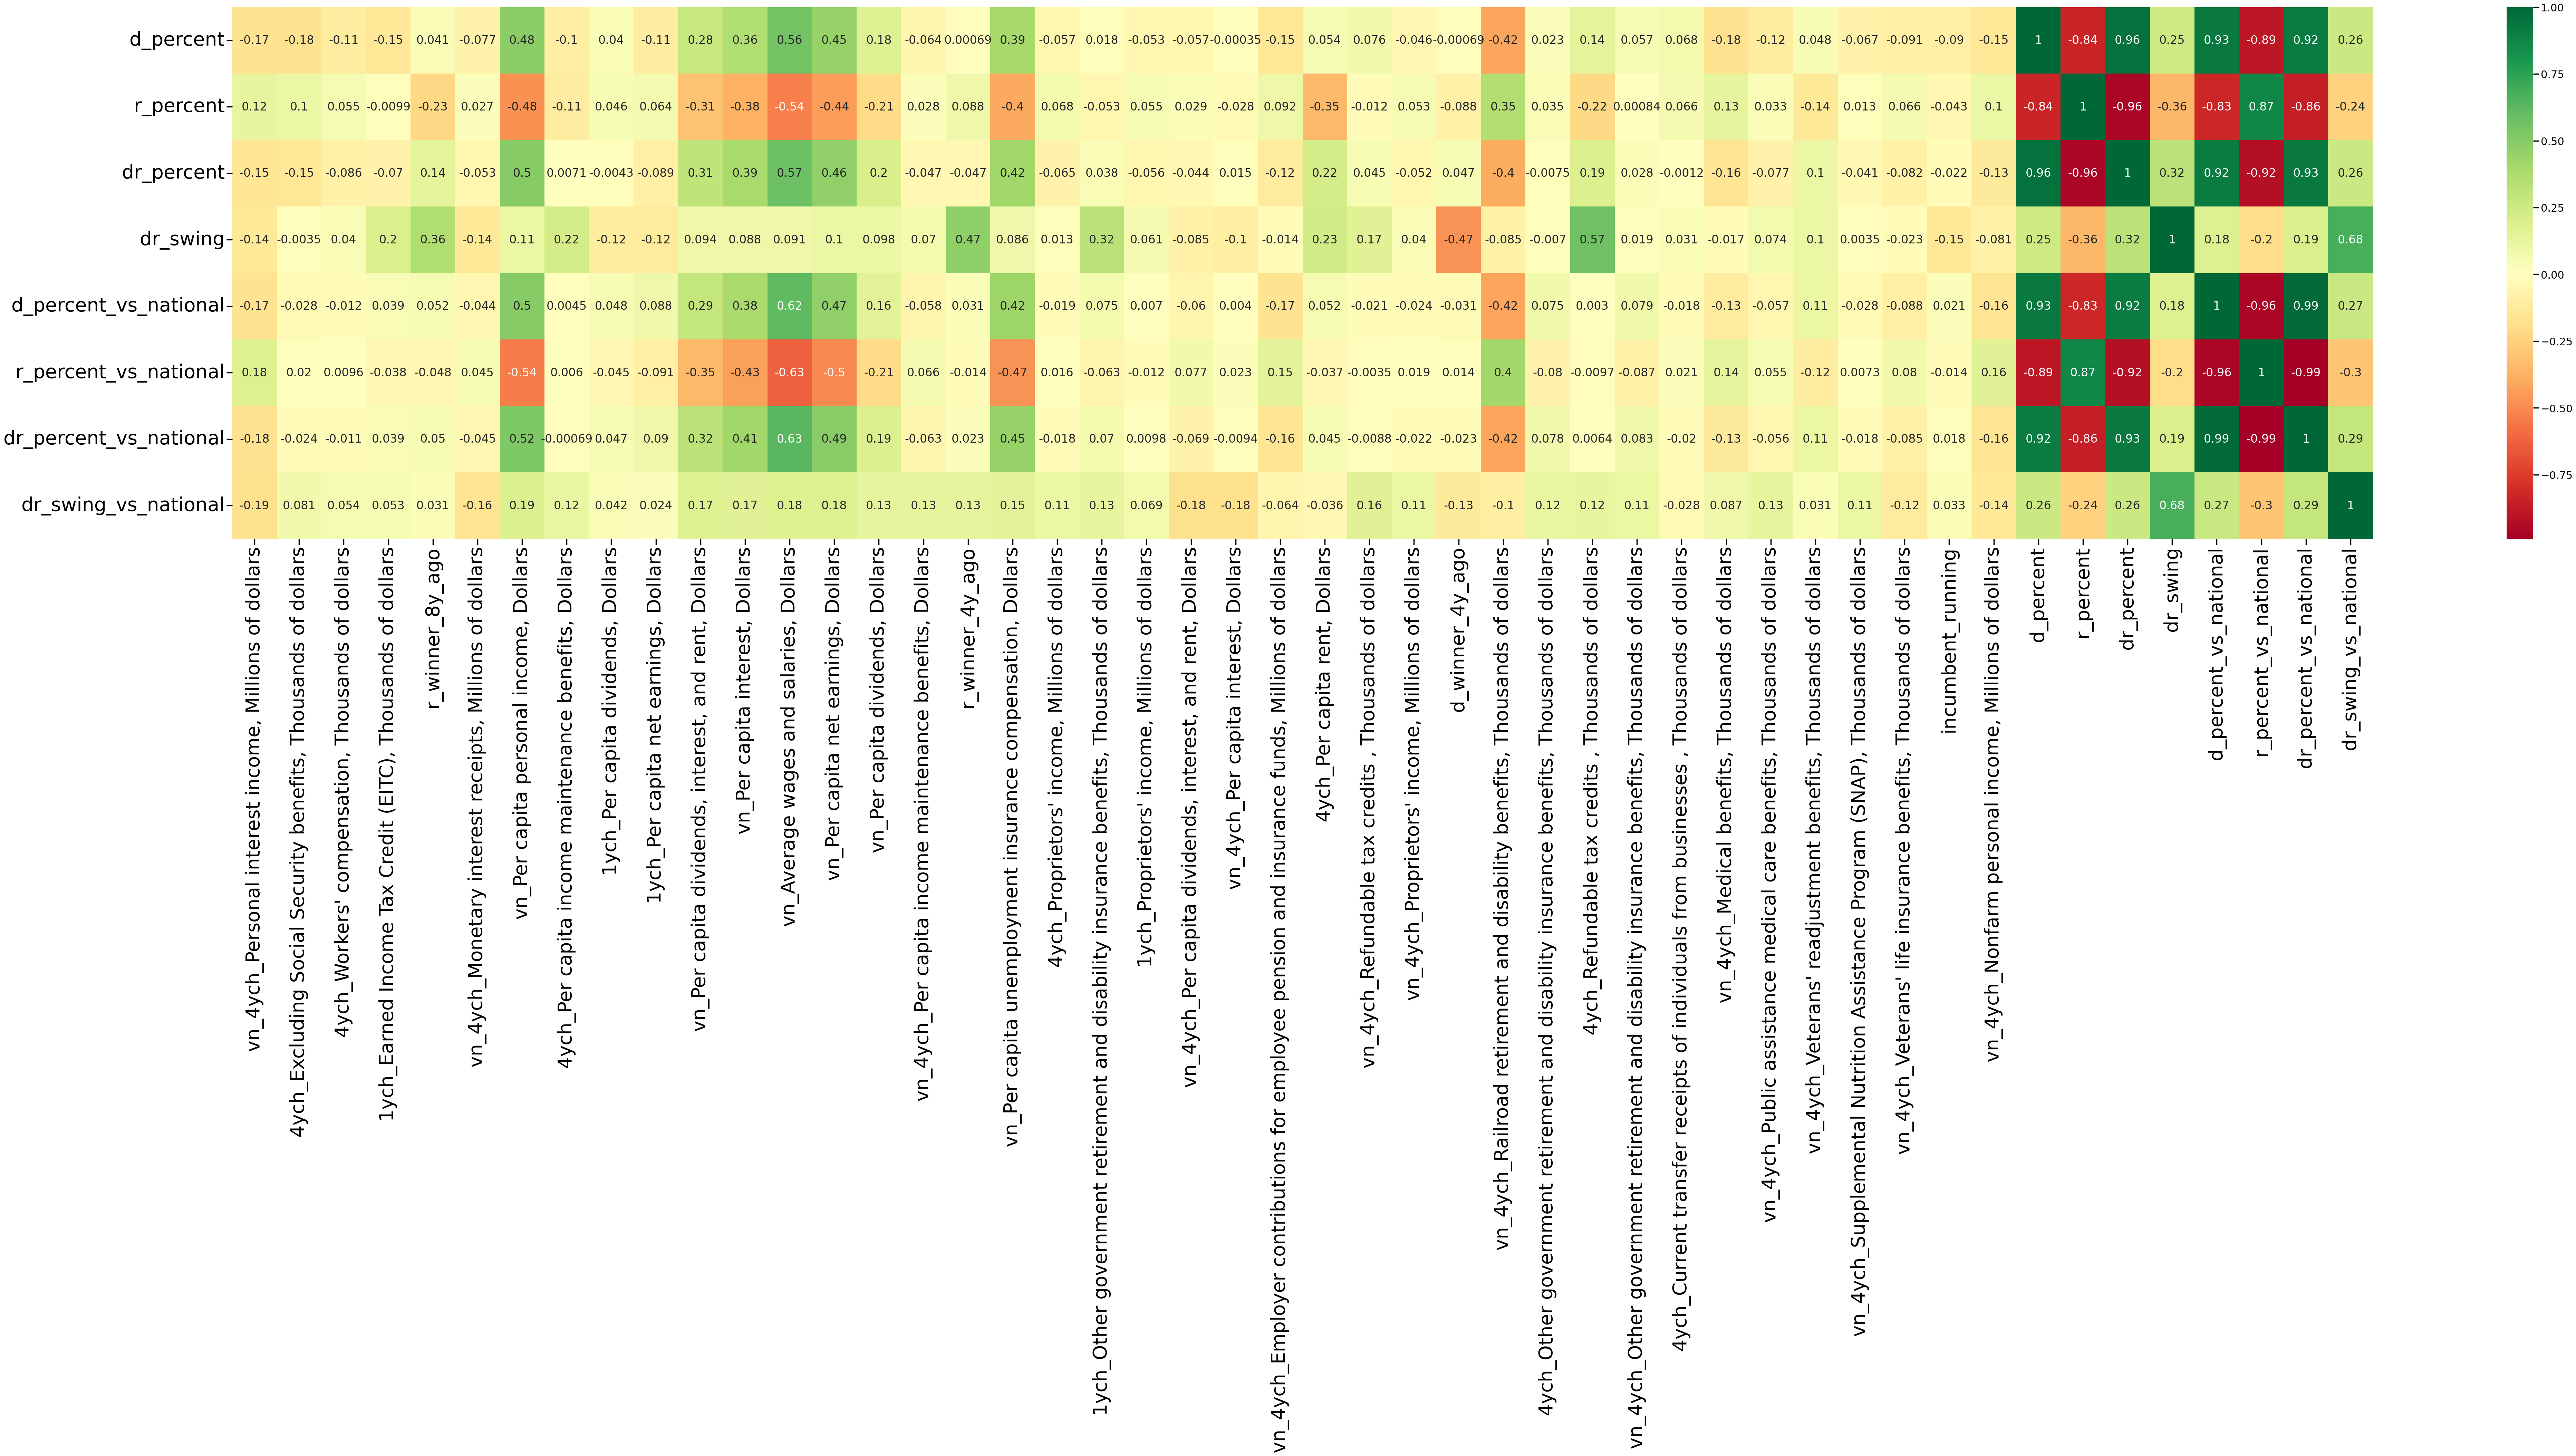 d_percent -0.17 -0.18 -0.11 -0.15 0.041 -0.077 0.48 -0.1 0.04 -0.11 0.28 0.36 0.56 0.45 0.18 -0.064 0.00069 0.39 -0.057 0.018 -0.053 -0.057 -0.00035 -0.15 0.054 0.076 -0.046 -0.00069 -0.42 0.023 0.14 0.057 0.068 -0.18 -0.12 0.048 -0.067 -0.091 -0.09 -0.15 1 -0.84 0.96 0.25 0.93 -0.89 0.92 0.26
r_percent 0.12 0.1 0.055 -0.0099 -0.23 0.027 -0.48 -0.11 0.046 0.064 -0.31 -0.38 -0.54 -0.44 -0.21 0.028 0.088 -0.4 0.068 -0.053 0.055 0.029 -0.028 0.092 -0.35 -0.012 0.053 -0.088 0.35 0.035 -0.22 0.00084 0.066 0.13 0.033 -0.14 0.013 0.066 -0.043 0.1 -0.84 1 -0.96 -0.36 -0.83 0.87 -0.86 -0.24
dr_percent -0.15 -0.15 -0.086 -0.07 0.14 -0.053 0.5 0.0071 -0.0043 -0.089 0.31 0.39 0.57 0.46 0.2 -0.047 -0.047 0.42 -0.065 0.038 -0.056 -0.044 0.015 -0.12 0.22 0.045 -0.052 0.047 -0.4 -0.0075 0.19 0.028 -0.0012 -0.16 -0.077 0.1 -0.041 -0.082 -0.022 -0.13 0.96 -0.96 1 0.32 0.92 -0.92 0.93 0.26
dr_swing -0.14 -0.0035 0.04 0.2 0.36 -0.14 0.11 0.22 -0.12 -0.12 0.094 0.088 0.091 0.1 0.098 0.07 0.47 0.086 0.013 0.32 0.061 -0.085 -0.1 -0.014 0.23 0.17 0.04 -0.47 -0.085 -0.007 0.57 0.019 0.031 -0.017 0.074 0.1 0.0035 -0.023 -0.15 -0.081 0.25 -0.36 0.32 1 0.18 -0.2 0.19 0.68
d_percent_vs_national -0.17 -0.028 -0.012 0.039 0.052 -0.044 0.5 0.0045 0.048 0.088 0.29 0.38 0.62 0.47 0.16 -0.058 0.031 0.42 -0.019 0.075 0.007 -0.06 0.004 -0.17 0.052 -0.021 -0.024 -0.031 -0.42 0.075 0.003 0.079 -0.018 -0.13 -0.057 0.11 -0.028 -0.088 0.021 -0.16 0.93 -0.83 0.92 0.18 1 -0.96 0.99 0.27
r_percent_vs_national 0.18 0.02 0.0096 -0.038 -0.048 0.045 -0.54 0.006 -0.045 -0.091 -0.35 -0.43 -0.63 -0.5 -0.21 0.066 -0.014 -0.47 0.016 -0.063 -0.012 0.077 0.023 0.15 -0.037 -0.0035 0.019 0.014 0.4 -0.08 -0.0097 -0.087 0.021 0.14 0.055 -0.12 0.0073 0.08 -0.014 0.16 -0.89 0.87 -0.92 -0.2 -0.96 1 -0.99 -0.3
dr_percent_vs_national -0.18 -0.024 -0.011 0.039 0.05 -0.045 0.52 -0.00069 0.047 0.09 0.32 0.41 0.63 0.49 0.19 -0.063 0.023 0.45 -0.018 0.07 0.0098 -0.069 -0.0094 -0.16 0.045 -0.0088 -0.022 -0.023 -0.42 0.078 0.0064 0.083 -0.02 -0.13 -0.056 0.11 -0.018 -0.085 0.018 -0.16 0.92 -0.86 0.93 0.19 0.99 -0.99 1 0.29
dr_swing_vs_national -0.19 0.081 0.054 0.053 0.031 -0.16 0.19 0.12 0.042 0.024 0.17 0.17 0.18 0.18 0.13 0.13 0.13 0.15 0.11 0.13 0.069 -0.18 -0.18 -0.064 -0.036 0.16 0.11 -0.13 -0.1 0.12 0.12 0.11 -0.028 0.087 0.13 0.031 0.11 -0.12 0.033 -0.14 0.26 -0.24 0.26 0.68 0.27 -0.3 0.29 1
vn_4ych_Personal interest income, Millions of dollars
4ych_Excluding Social Security benefits, Thousands of dollars
4ych_Workers' compensation, Thousands of dollars
1ych_Earned Income Tax Credit (EITC), Thousands of dollars
r_winner_8y_ago
vn_4ych_Monetary interest receipts, Millions of dollars
vn_Per capita personal income, Dollars
4ych_Per capita income maintenance benefits, Dollars
1ych_Per capita dividends, Dollars
1ych_Per capita net earnings, Dollars
vn_Per capita dividends, interest, and rent, Dollars
vn_Per capita interest, Dollars
vn_Average wages and salaries, Dollars
vn_Per capita net earnings, Dollars
vn_Per capita dividends, Dollars
vn_4ych_Per capita income maintenance benefits, Dollars
r_winner_4y_ago
vn_Per capita unemployment insurance compensation, Dollars
4ych_Proprietors' income, Millions of dollars
1ych_Other government retirement and disability insurance benefits, Thousands of dollars
1ych_Proprietors' income, Millions of dollars
vn_4ych_Per capita dividends, interest, and rent, Dollars
vn_4ych_Per capita interest, Dollars
vn_4ych_Employer contributions for employee pension and insurance funds, Millions of dollars
4ych_Per capita rent, Dollars
vn_4ych_Refundable tax credits , Thousands of dollars
vn_4ych_Proprietors' income, Millions of dollars
d_winner_4y_ago
vn_4ych_Railroad retirement and disability benefits, Thousands of dollars
4ych_Other government retirement and disability insurance benefits, Thousands of dollars
4ych_Refundable tax credits , Thousands of dollars
vn_4ych_Other government retirement and disability insurance benefits, Thousands of dollars
4ych_Current transfer receipts of individuals from businesses , Thousands of dollars
vn_4ych_Medical benefits, Thousands of dollars
vn_4ych_Public assistance medical care benefits, Thousands of dollars
vn_4ych_Veterans' readjustment benefits, Thousands of dollars
vn_4ych_Supplemental Nutrition Assistance Program (SNAP), Thousands of dollars
vn_4ych_Veterans' life insurance benefits, Thousands of dollars
incumbent_running
vn_4ych_Nonfarm personal income, Millions of dollars
d_percent
r_percent
dr_percent
dr_swing
d_percent_vs_national
r_percent_vs_national
dr_percent_vs_national
dr_swing_vs_national
1.00
0.75
0.50
0.25
0.00
−0.25
−0.50
−0.75